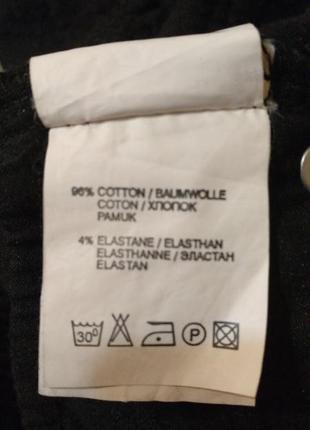 96% COTTON / BAUMWOLLE
COTON / ХЛОПОК
PAMUK
4% ELASTANE / ELASTHAN
ELASTHANNE / ЭЛАСТАН
ELASTAN
30° P